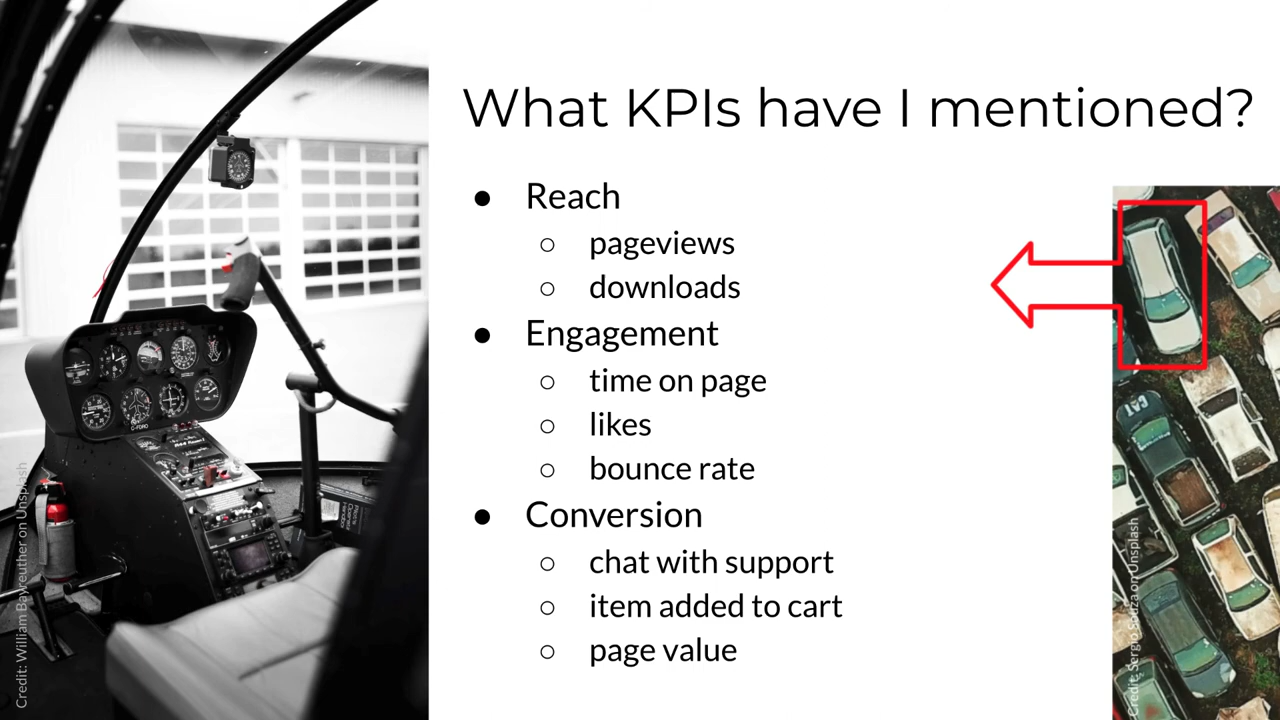 What KPIs have I mentioned?
● Reach
○ pageviews
○ downloads
● Engagement
○ time on page
○ likes
○ bounce rate
● Conversion
○ chat with support
○ item added to cart
○ page value
Credit: William Bayreuther on Unsplash
Credit: Sergio Souza on Unsplash
CAT